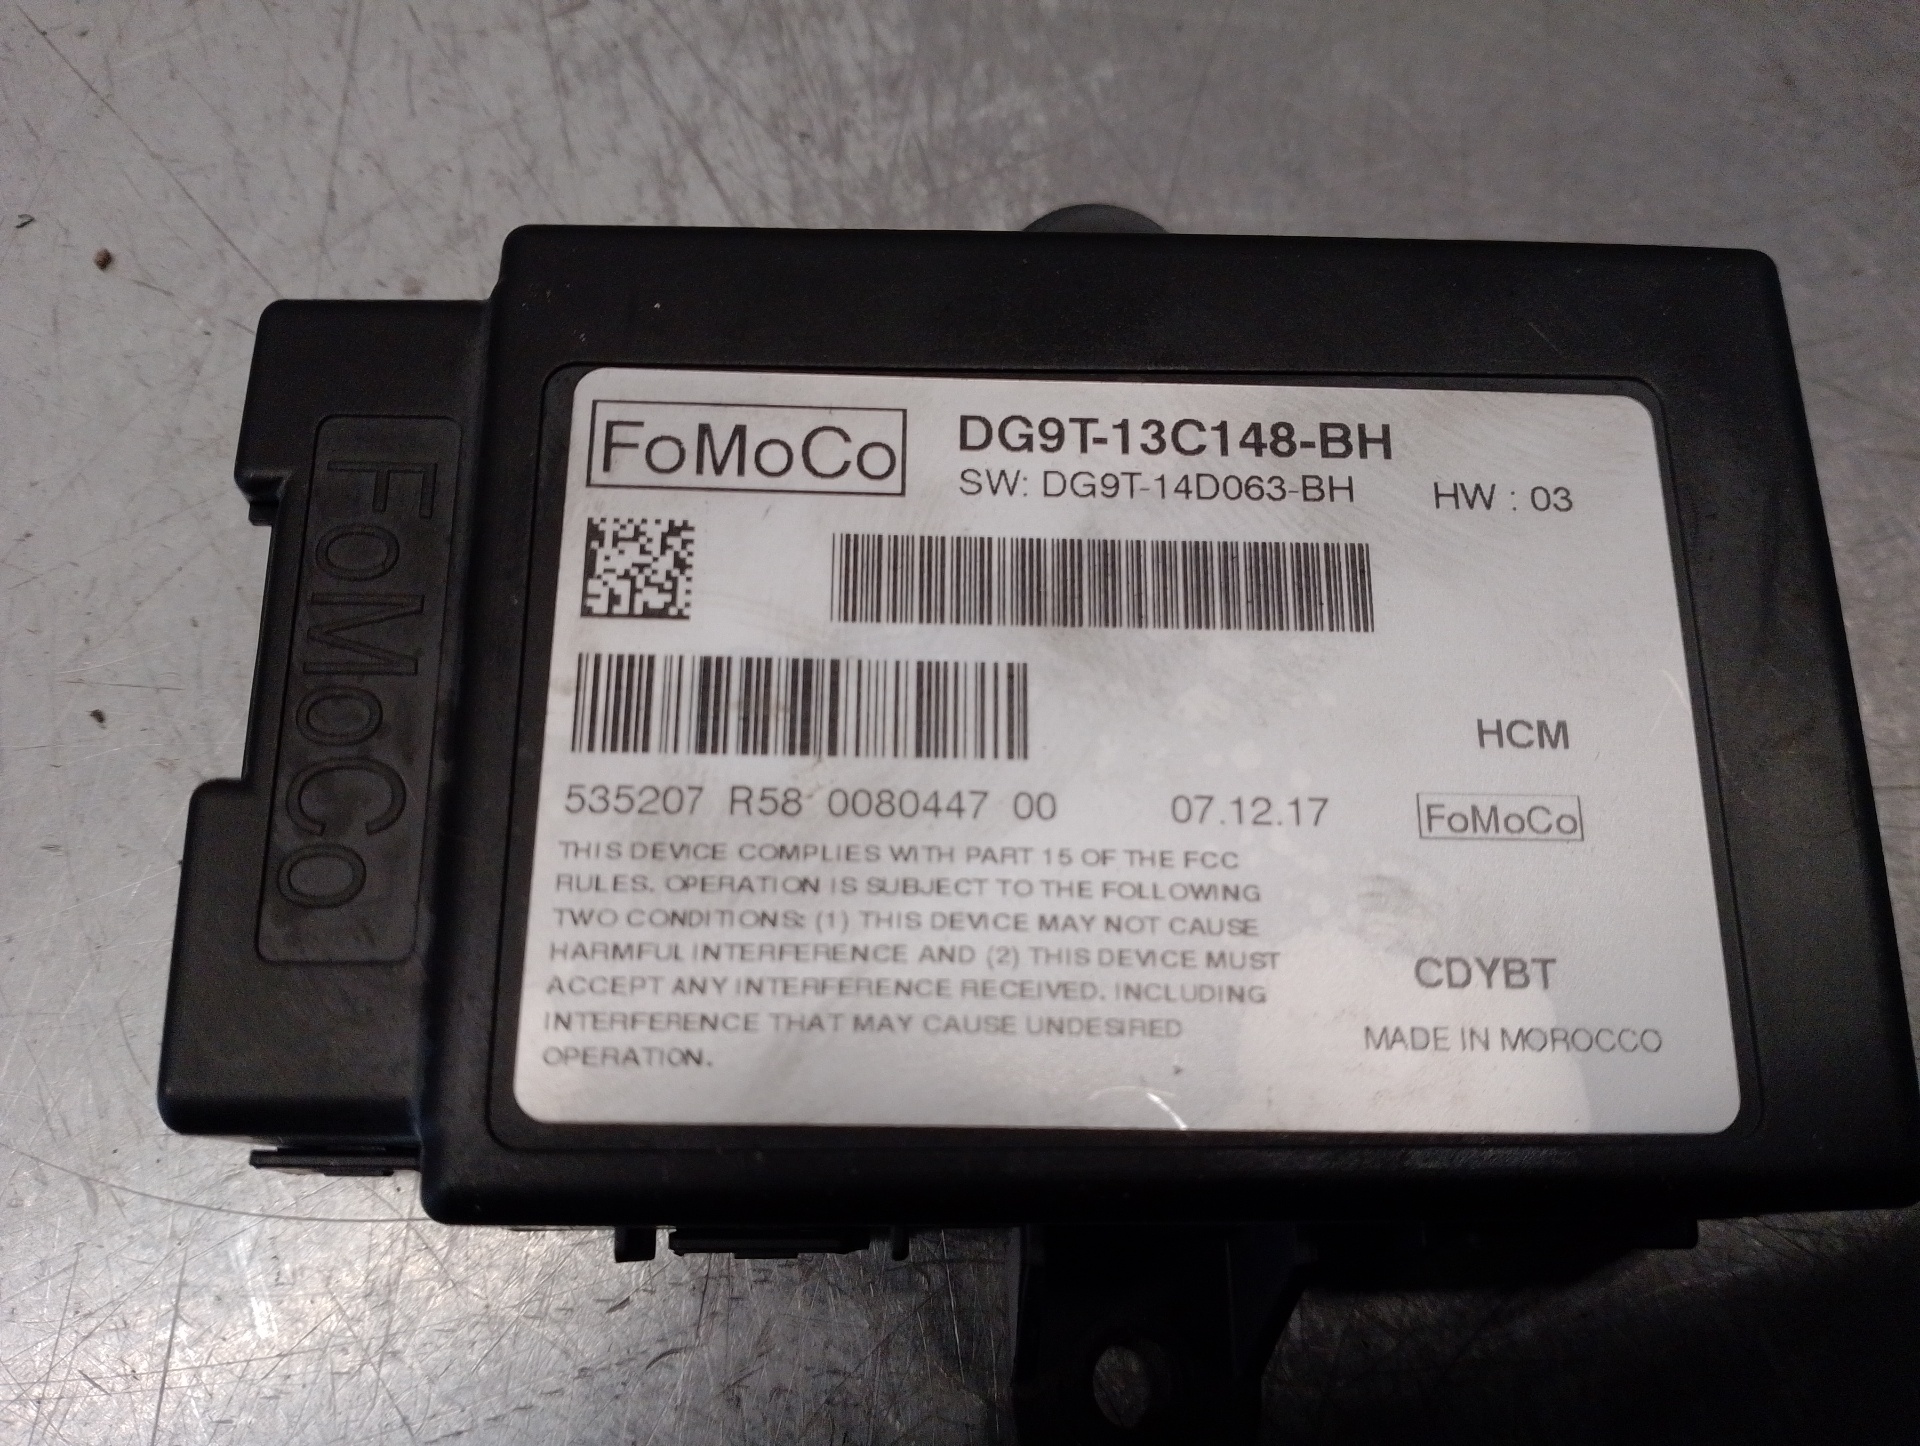 FoMoCo
FoMoCo
DG9T-13C148-BH
SW: DG9T-14D063-BH HW : 03
535207 R58 0080447 00 07.12.17
HCM
FoMoCo
THIS DEVICE COMPLIES WITH PART 15 OF THE FCC
RULES. OPERATION IS SUBJECT TO THE FOLLOWING
TWO CONDITIONS: (1) THIS DEVICE MAY NOT CAUSE
HARMFUL INTERFERENCE AND (2) THIS DEVICE MUST
ACCEPT ANY INTERFERENCE RECEIVED. INCLUDING
INTERFERENCE THAT MAY CAUSE UNDESIRED
OPERATION.
CDYBT
MADE IN MOROCCO